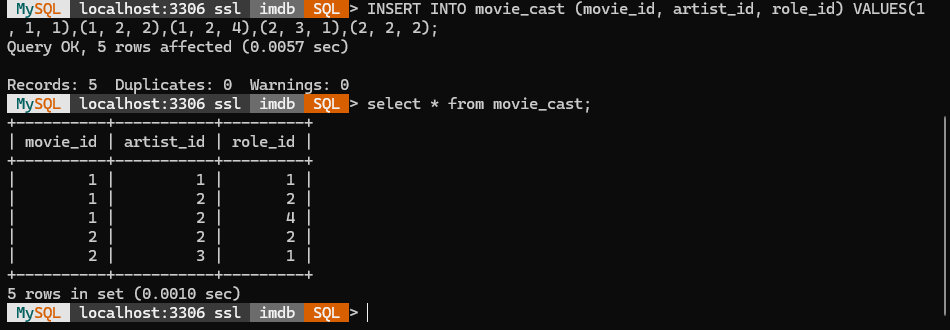 MySQL localhost:3306 ssl imdb SQL > INSERT INTO movie_cast (movie_id, artist_id, role_id) VALUES(1
, 1, 1),(1, 2, 2),(1, 2, 4),(2, 3, 1),(2, 2, 2);
Query OK, 5 rows affected (0.0057 sec)

Records: 5  Duplicates: 0  Warnings: 0
MySQL localhost:3306 ssl imdb SQL > select * from movie_cast;
+----------+-----------+---------+
| movie_id | artist_id | role_id |
+----------+-----------+---------+
|        1 |         1 |       1 |
|        1 |         2 |       2 |
|        1 |         2 |       4 |
|        2 |         2 |       2 |
|        2 |         3 |       1 |
+----------+-----------+---------+
5 rows in set (0.0010 sec)
MySQL localhost:3306 ssl imdb SQL >